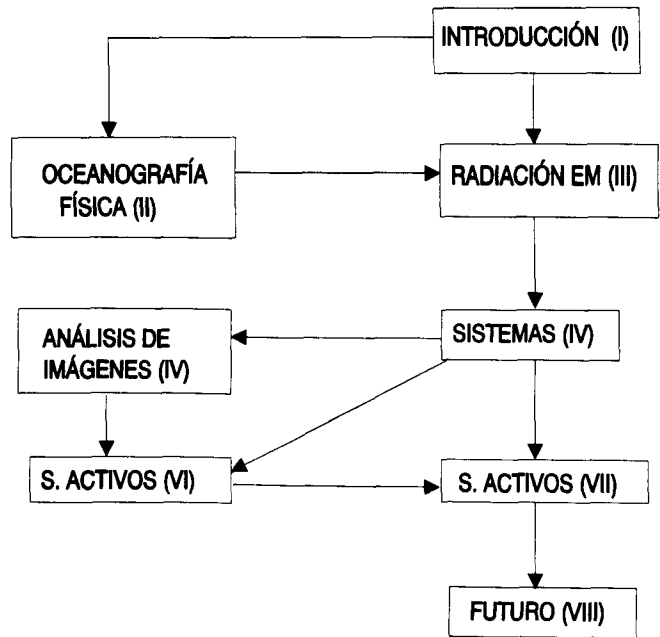 INTRODUCCIÓN (I)
OCEANOGRAFÍA
FÍSICA (II)
RADIACIÓN EM (III)
ANÁLISIS DE
IMÁGENES (IV)
SISTEMAS (IV)
S. ACTIVOS (VI)
S. ACTIVOS (VII)
FUTURO (VIII)